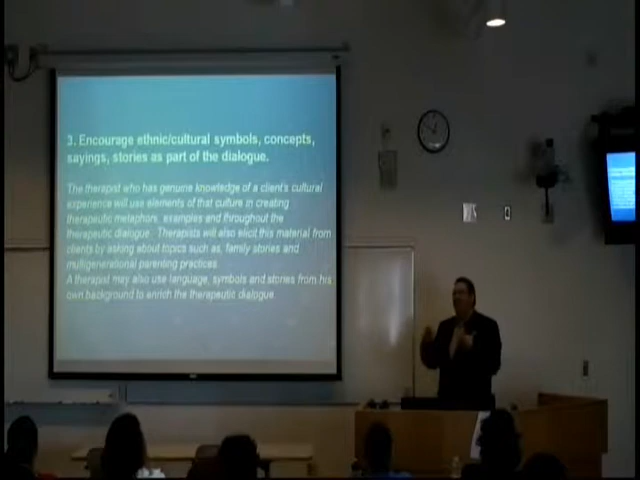 3. Encourage ethnic/cultural symbols, concepts,
sayings, stories as part of the dialogue.
The therapist who has genuine knowledge of a client's cultural
experience will use elements of that culture in creating
therapeutic metaphors, examples and throughout the
therapeutic dialogue. Therapists will also elicit this material from
clients by asking about topics such as, family stories and
multigenerational parenting practices.
A therapist may also use language, symbols and stories from his
own background to enrich the therapeutic dialogue.